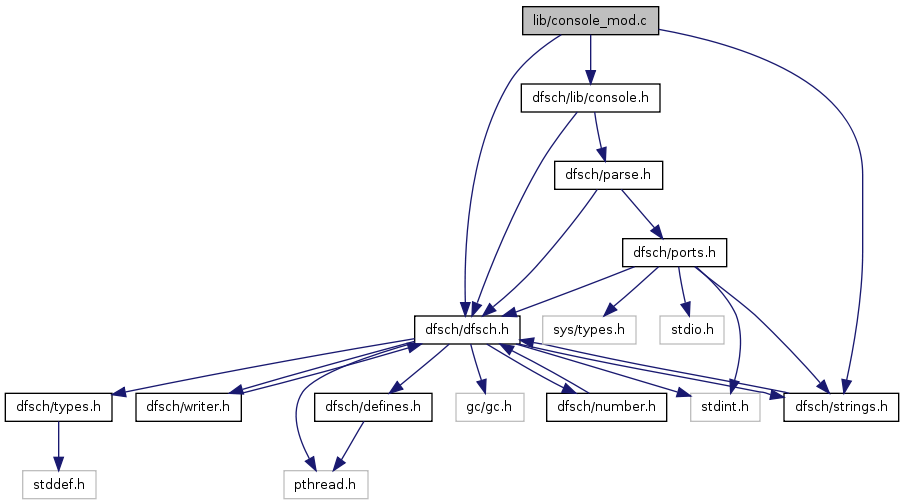 lib/console_mod.c
dfsch/lib/console.h
dfsch/parse.h
dfsch/ports.h
dfsch/dfsch.h
sys/types.h
stdio.h
dfsch/types.h
dfsch/writer.h
dfsch/defines.h
gc/gc.h
dfsch/number.h
stdint.h
dfsch/strings.h
stddef.h
pthread.h